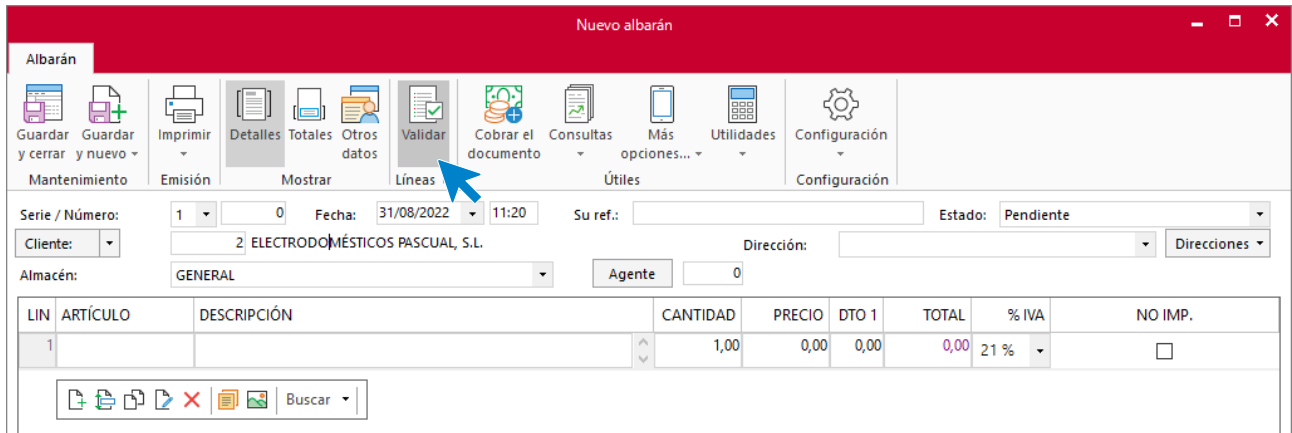 Nuevo albarán
Albarán
Guardar y cerrar
Guardar y nuevo
Imprimir
Detalles
Totales
Otros datos
Validar
Cobrar el documento
Consultas
Más opciones...
Utilidades
Configuración
Mantenimiento
Emisión
Mostrar
Líneas
Útiles
Configuración
Serie / Número: 1 0 Fecha: 31/08/2022 11:20 Su ref.: Estado: Pendiente
Cliente: 2 ELECTRODOMÉSTICOS PASCUAL, S.L. Dirección: Direcciones
Almacén: GENERAL Agente 0
LIN ARTÍCULO DESCRIPCIÓN CANTIDAD PRECIO DTO 1 TOTAL % IVA NO IMP.
1 1,00 0,00 0,00 0,00 21 %
Buscar